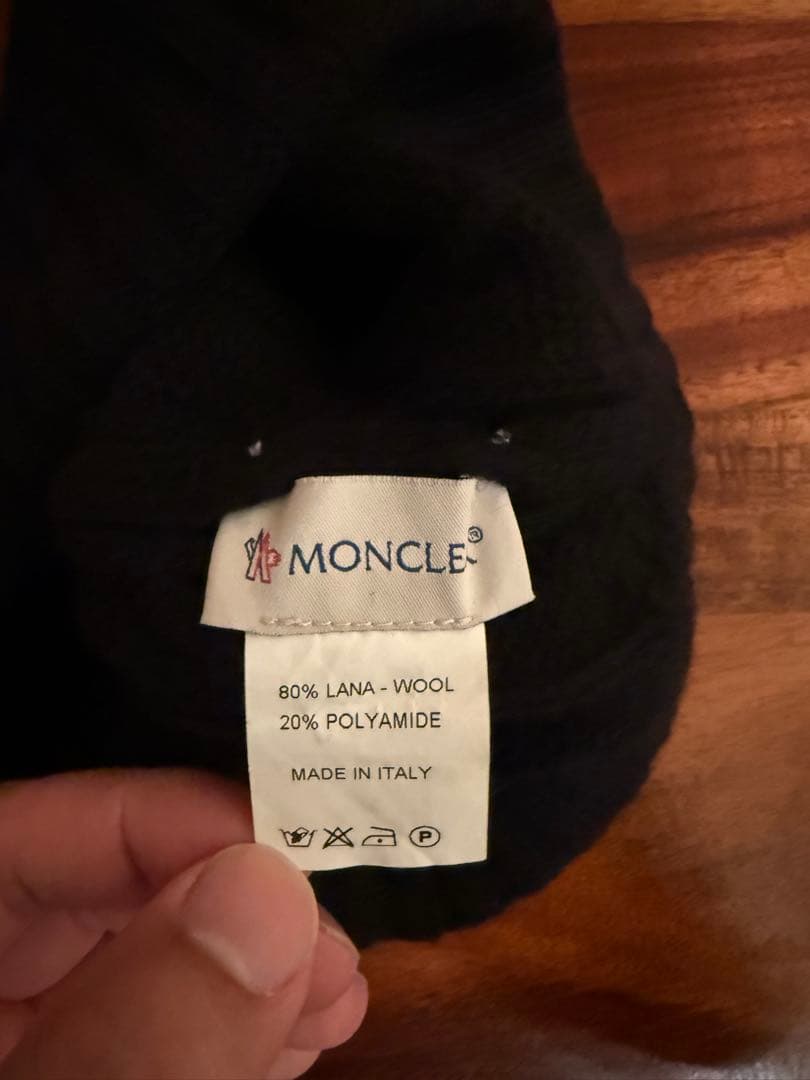 MONCLE®
80% LANA - WOOL
20% POLYAMIDE
MADE IN ITALY
P